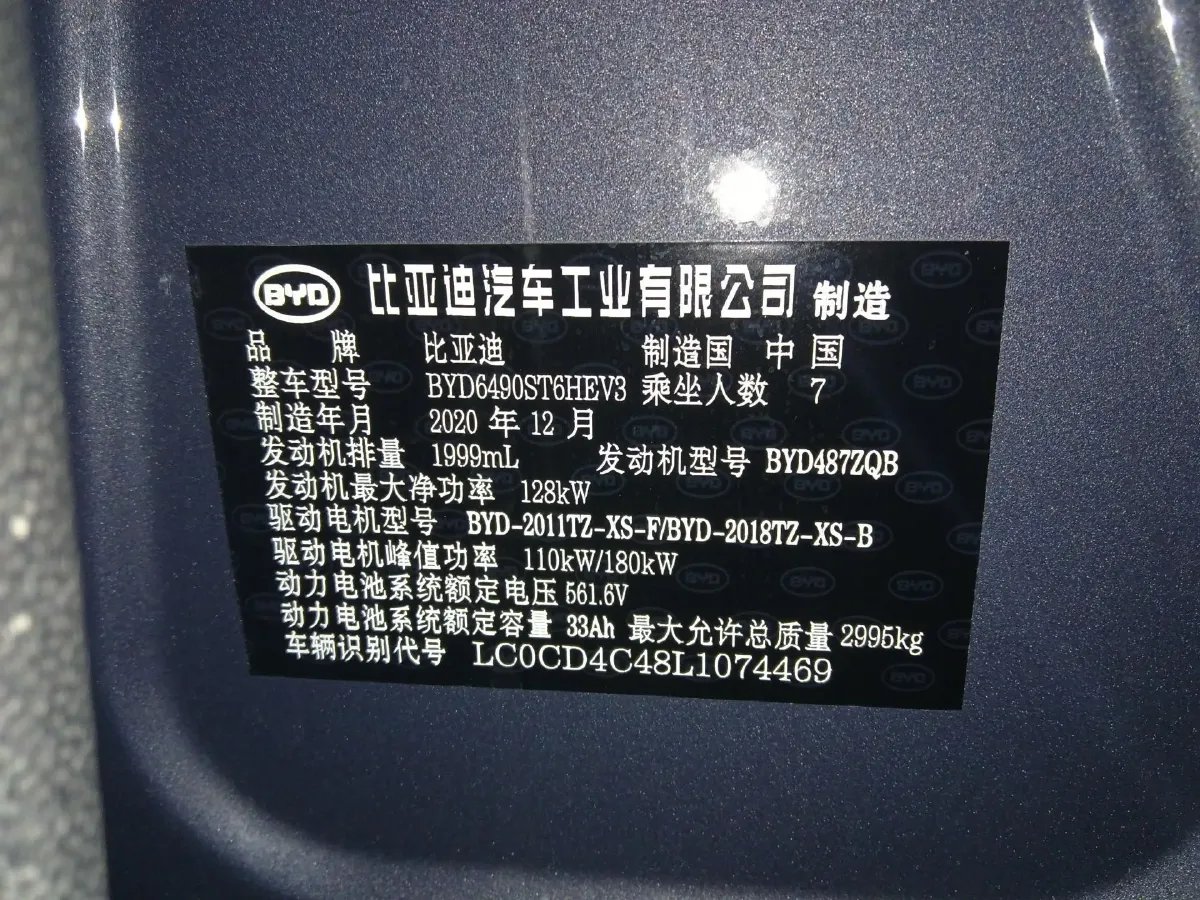 BYD 比亚迪汽车工业有限公司 制造
品 牌 比亚迪 制造国 中 国
整车型号 BYD6490ST6HEV3 乘坐人数 7
制造年月 2020 年 12 月
发动机排量 1999mL 发动机型号 BYD487ZQB
发动机最大净功率 128kW
驱动电机型号 BYD-2011TZ-XS-F/BYD-2018TZ-XS-B
驱动电机峰值功率 110kW/180kW
动力电池系统额定电压 561.6V
动力电池系统额定容量 33Ah 最大允许总质量 2995kg
车辆识别代号 LC0CD4C48L1074469